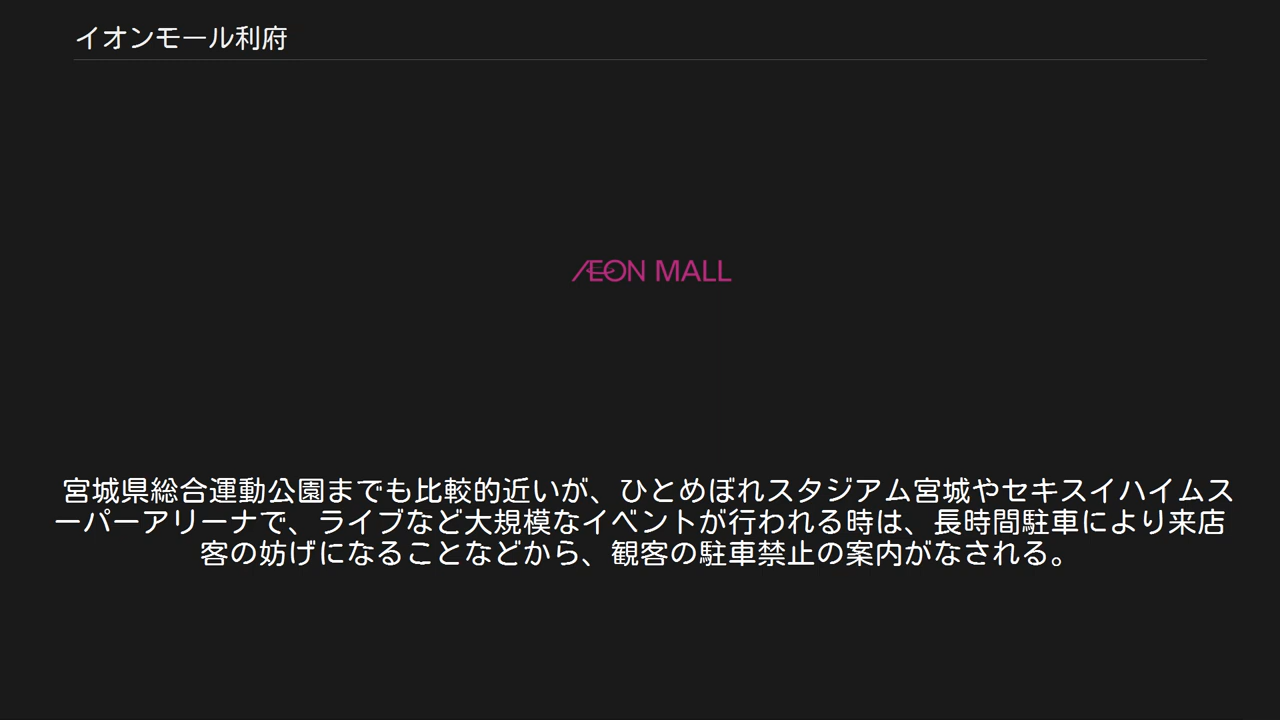 イオンモール利府
ÆON MALL
宮城県総合運動公園までも比較的近いが、ひとめぼれスタジアム宮城やセキスイハイムス
ーパーアリーナで、ライブなど大規模なイベントが行われる時は、長時間駐車により来店
客の妨げになることなどから、観客の駐車禁止の案内がなされる。